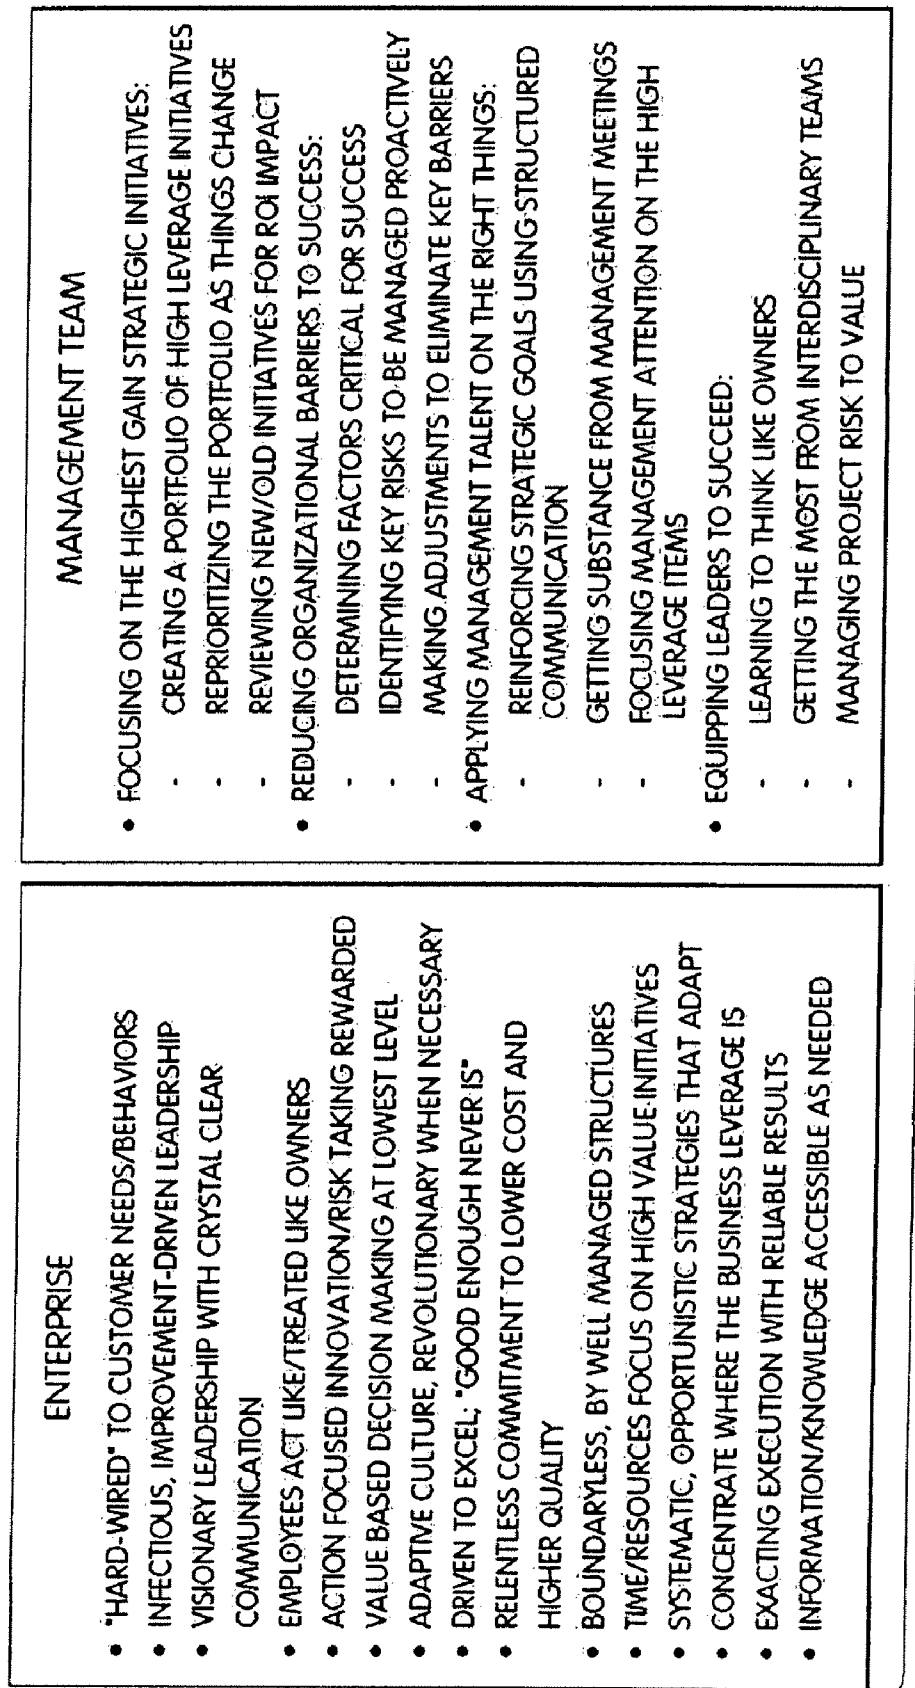 ENTERPRISE
• "HARD-WIRED" TO CUSTOMER NEEDS/BEHAVIORS
• INFECTIOUS, IMPROVEMENT-DRIVEN LEADERSHIP
• VISIONARY LEADERSHIP WITH CRYSTAL CLEAR
COMMUNICATION
• EMPLOYEES ACT LIKE/TREATED LIKE OWNERS
• ACTION FOCUSED INNOVATION/RISK TAKING REWARDED
• VALUE BASED DECISION MAKING AT LOWEST LEVEL
• ADAPTIVE CULTURE, REVOLUTIONARY WHEN NECESSARY
• DRIVEN TO EXCEL; "GOOD ENOUGH NEVER IS"
• RELENTLESS COMMITMENT TO LOWER COST AND
HIGHER QUALITY
• BOUNDARYLESS, BY WELL MANAGED STRUCTURES
• TIME/RESOURCES FOCUS ON HIGH VALUE INITIATIVES
• SYSTEMATIC, OPPORTUNISTIC STRATEGIES THAT ADAPT
• CONCENTRATE WHERE THE BUSINESS LEVERAGE IS
• EXACTING EXECUTION WITH RELIABLE RESULTS
• INFORMATION/KNOWLEDGE ACCESSIBLE AS NEEDED
MANAGEMENT TEAM
• FOCUSING ON THE HIGHEST GAIN STRATEGIC INITIATIVES:
- CREATING A PORTFOLIO OF HIGH LEVERAGE INITIATIVES
- REPRIORITIZING THE PORTFOLIO AS THINGS CHANGE
- REVIEWING NEW/OLD INITIATIVES FOR ROI IMPACT
• REDUCING ORGANIZATIONAL BARRIERS TO SUCCESS:
- DETERMINING FACTORS CRITICAL FOR SUCCESS
- IDENTIFYING KEY RISKS TO BE MANAGED PROACTIVELY
- MAKING ADJUSTMENTS TO ELIMINATE KEY BARRIERS
• APPLYING MANAGEMENT TALENT ON THE RIGHT THINGS:
- REINFORCING STRATEGIC GOALS USING STRUCTURED
COMMUNICATION
- GETTING SUBSTANCE FROM MANAGEMENT MEETINGS
- FOCUSING MANAGEMENT ATTENTION ON THE HIGH
LEVERAGE ITEMS
• EQUIPPING LEADERS TO SUCCEED:
- LEARNING TO THINK LIKE OWNERS
- GETTING THE MOST FROM INTERDISCIPLINARY TEAMS
- MANAGING PROJECT RISK TO VALUE